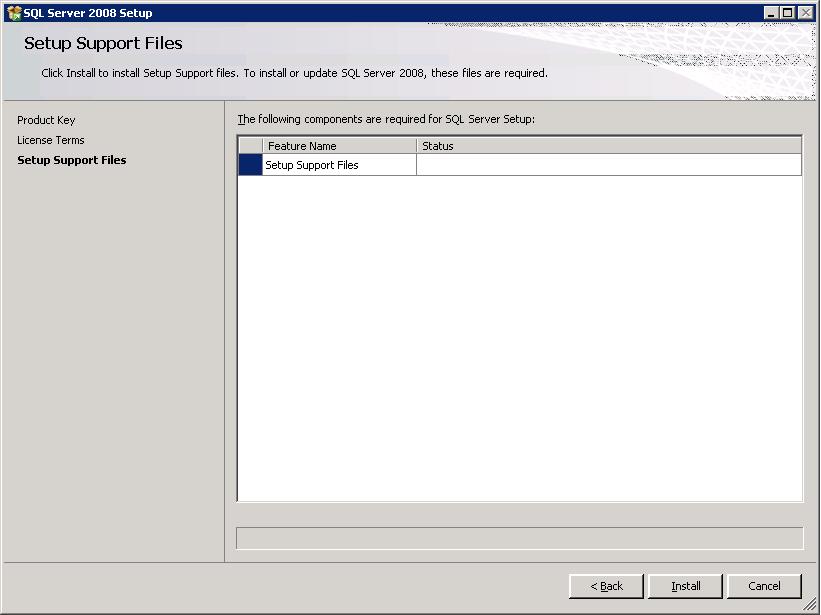 SQL Server 2008 Setup
Setup Support Files
Click Install to install Setup Support files. To install or update SQL Server 2008, these files are required.
Product Key
License Terms
Setup Support Files
The following components are required for SQL Server Setup:
Feature Name Status
Setup Support Files
< Back Install Cancel